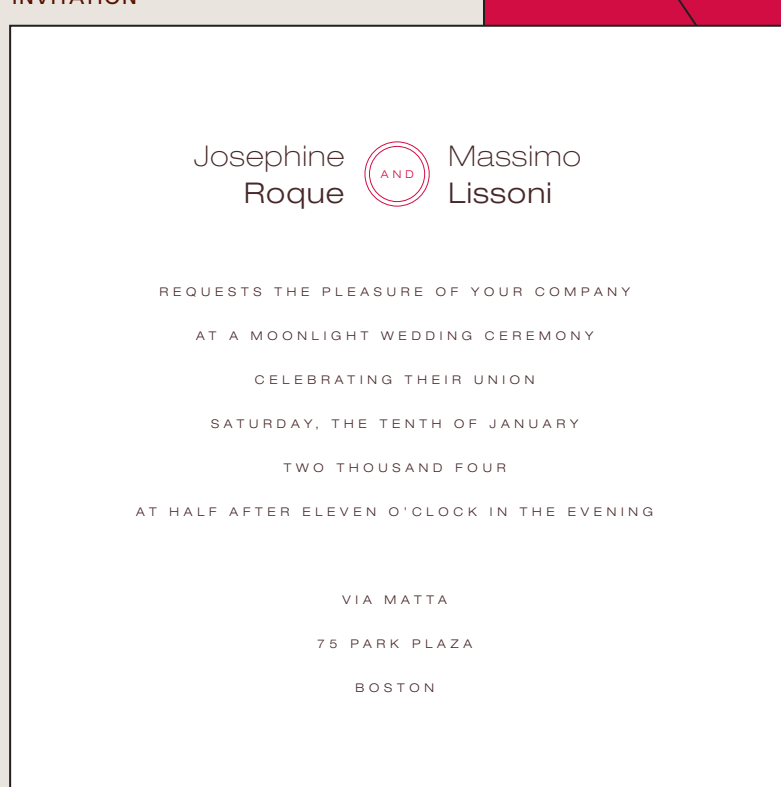 INVITATION
Josephine Roque AND Massimo Lissoni
REQUESTS THE PLEASURE OF YOUR COMPANY
AT A MOONLIGHT WEDDING CEREMONY
CELEBRATING THEIR UNION
SATURDAY, THE TENTH OF JANUARY
TWO THOUSAND FOUR
AT HALF AFTER ELEVEN O'CLOCK IN THE EVENING
VIA MATTA
75 PARK PLAZA
BOSTON